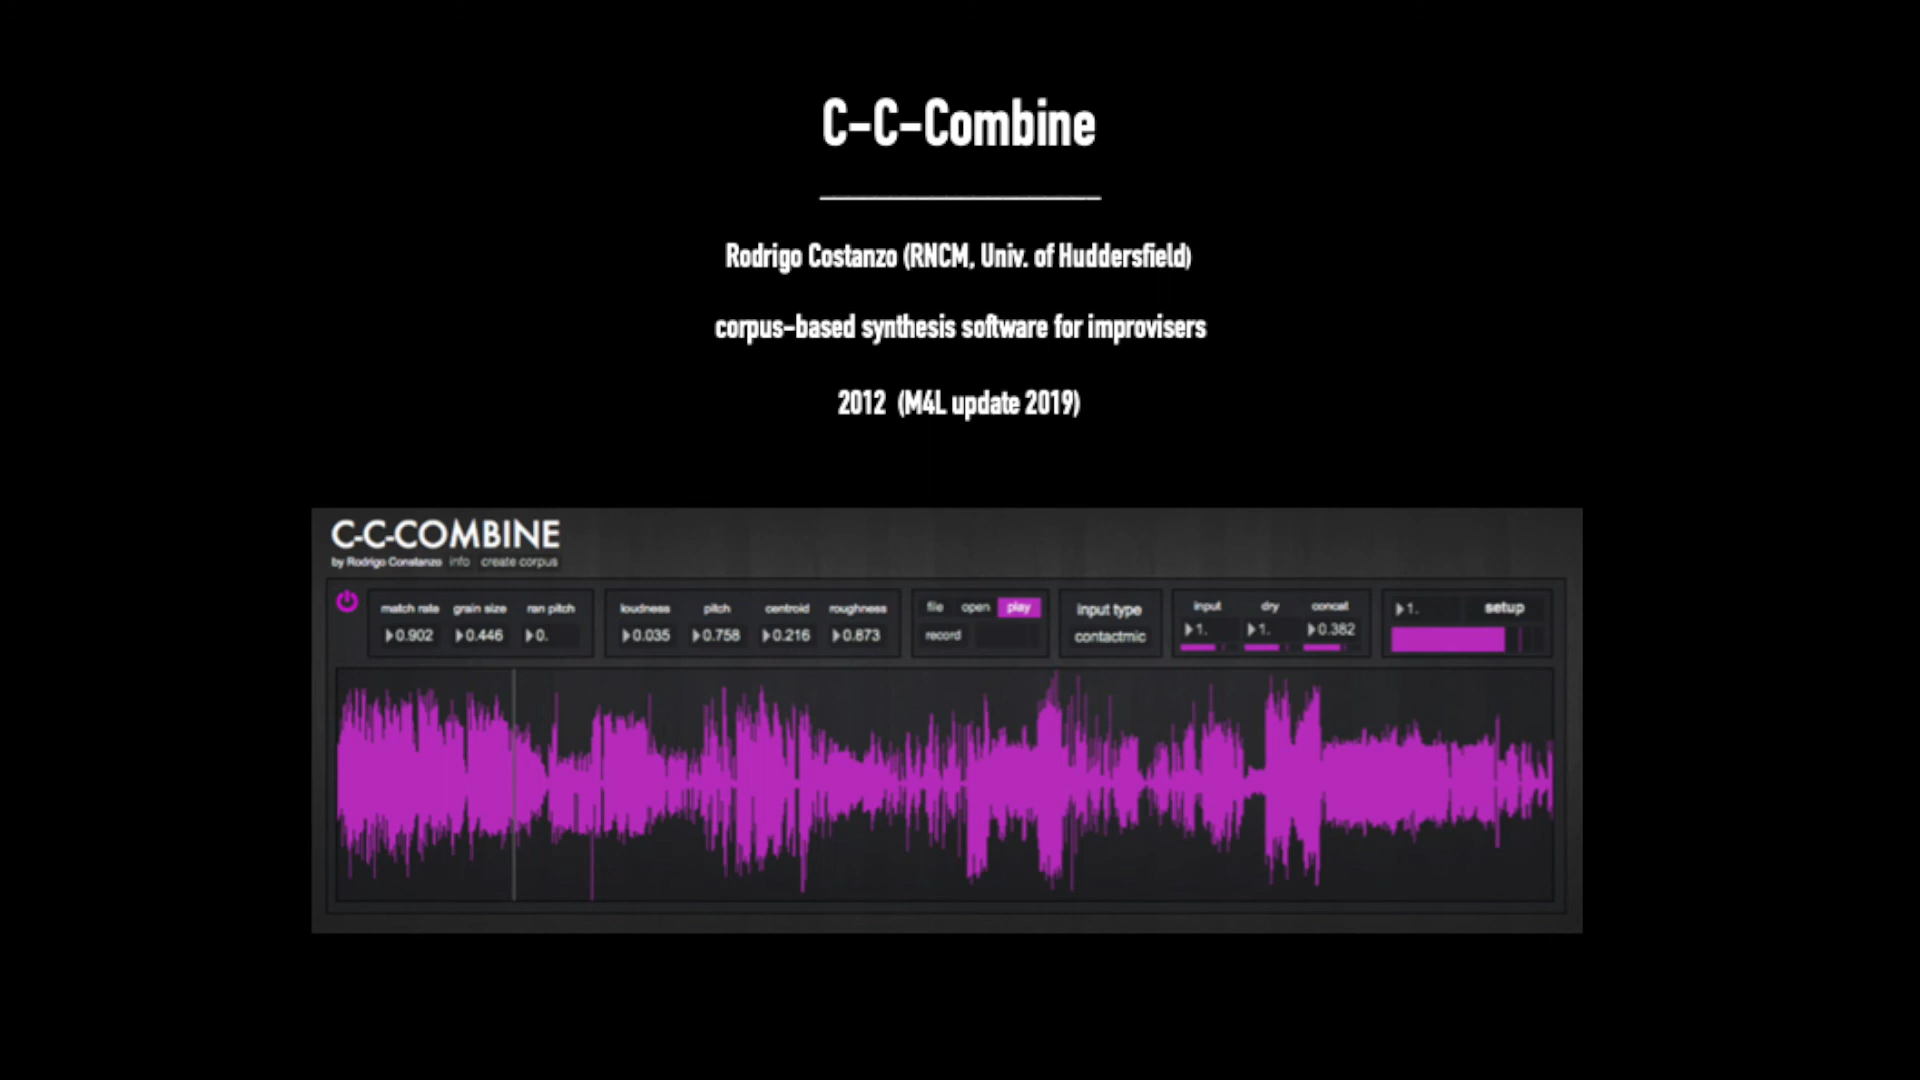 C-C-Combine
Rodrigo Costanzo (RNCM, Univ. of Huddersfield)
corpus-based synthesis software for improvisers
2012 (M4L update 2019)
C-C-COMBINE
by Rodrigo Constanzo info create corpus
match rate grain size ran pitch
0.902 0.446 0.
loudness pitch centroid roughness
0.035 0.758 0.216 0.873
file open play
record
input type
contactmic
input dry concat
1. 1. 0.382
1. setup